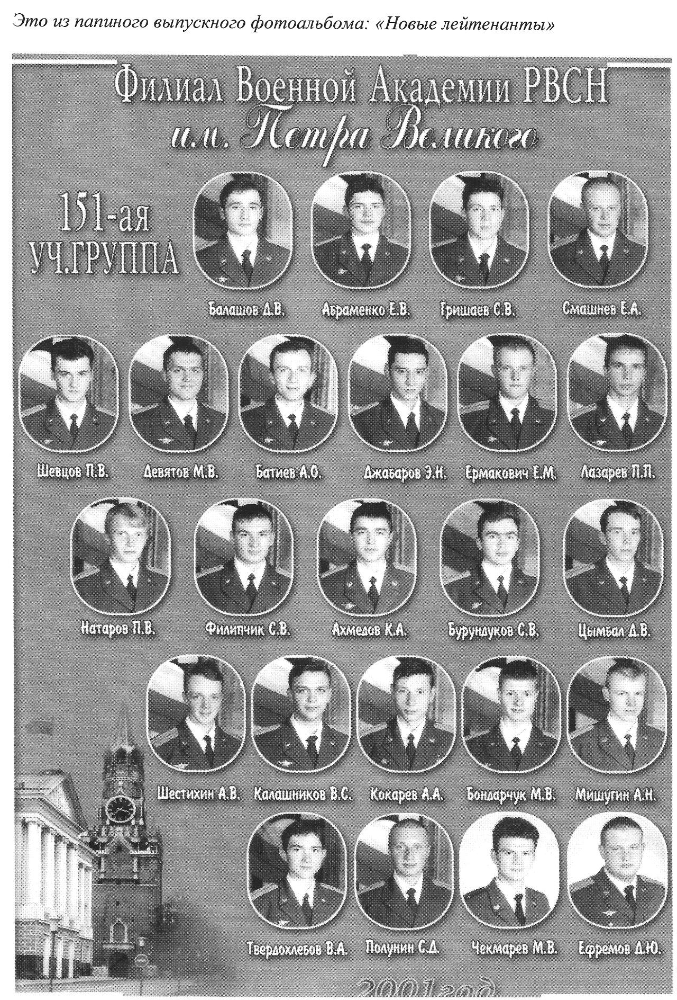 Это из папиного выпускного фотоальбома: «Новые лейтенанты»
Филиал Военной Академии РВСН
им. Петра Великого
151-ая
УЧ.ГРУППА
Балашов Д.В. Абраменко Е.В. Гришаев С.В. Смашнев Е.А.
Шевцов П.В. Девятов М.В. Батиев А.О. Джабаров Э.Н. Ермакович Е.М. Лазарев П.П.
Натаров П.В. Филипчик С.В. Ахмедов К.А. Бурундуков С.В. Цымбал Д.В.
Шестихин А.В. Калашников В.С. Кокарев А.А. Бондарчук М.В. Мишугин А.Н.
Твердохлебов В.А. Полунин С.Д. Чекмарев М.В. Ефремов Д.Ю.
2001 год